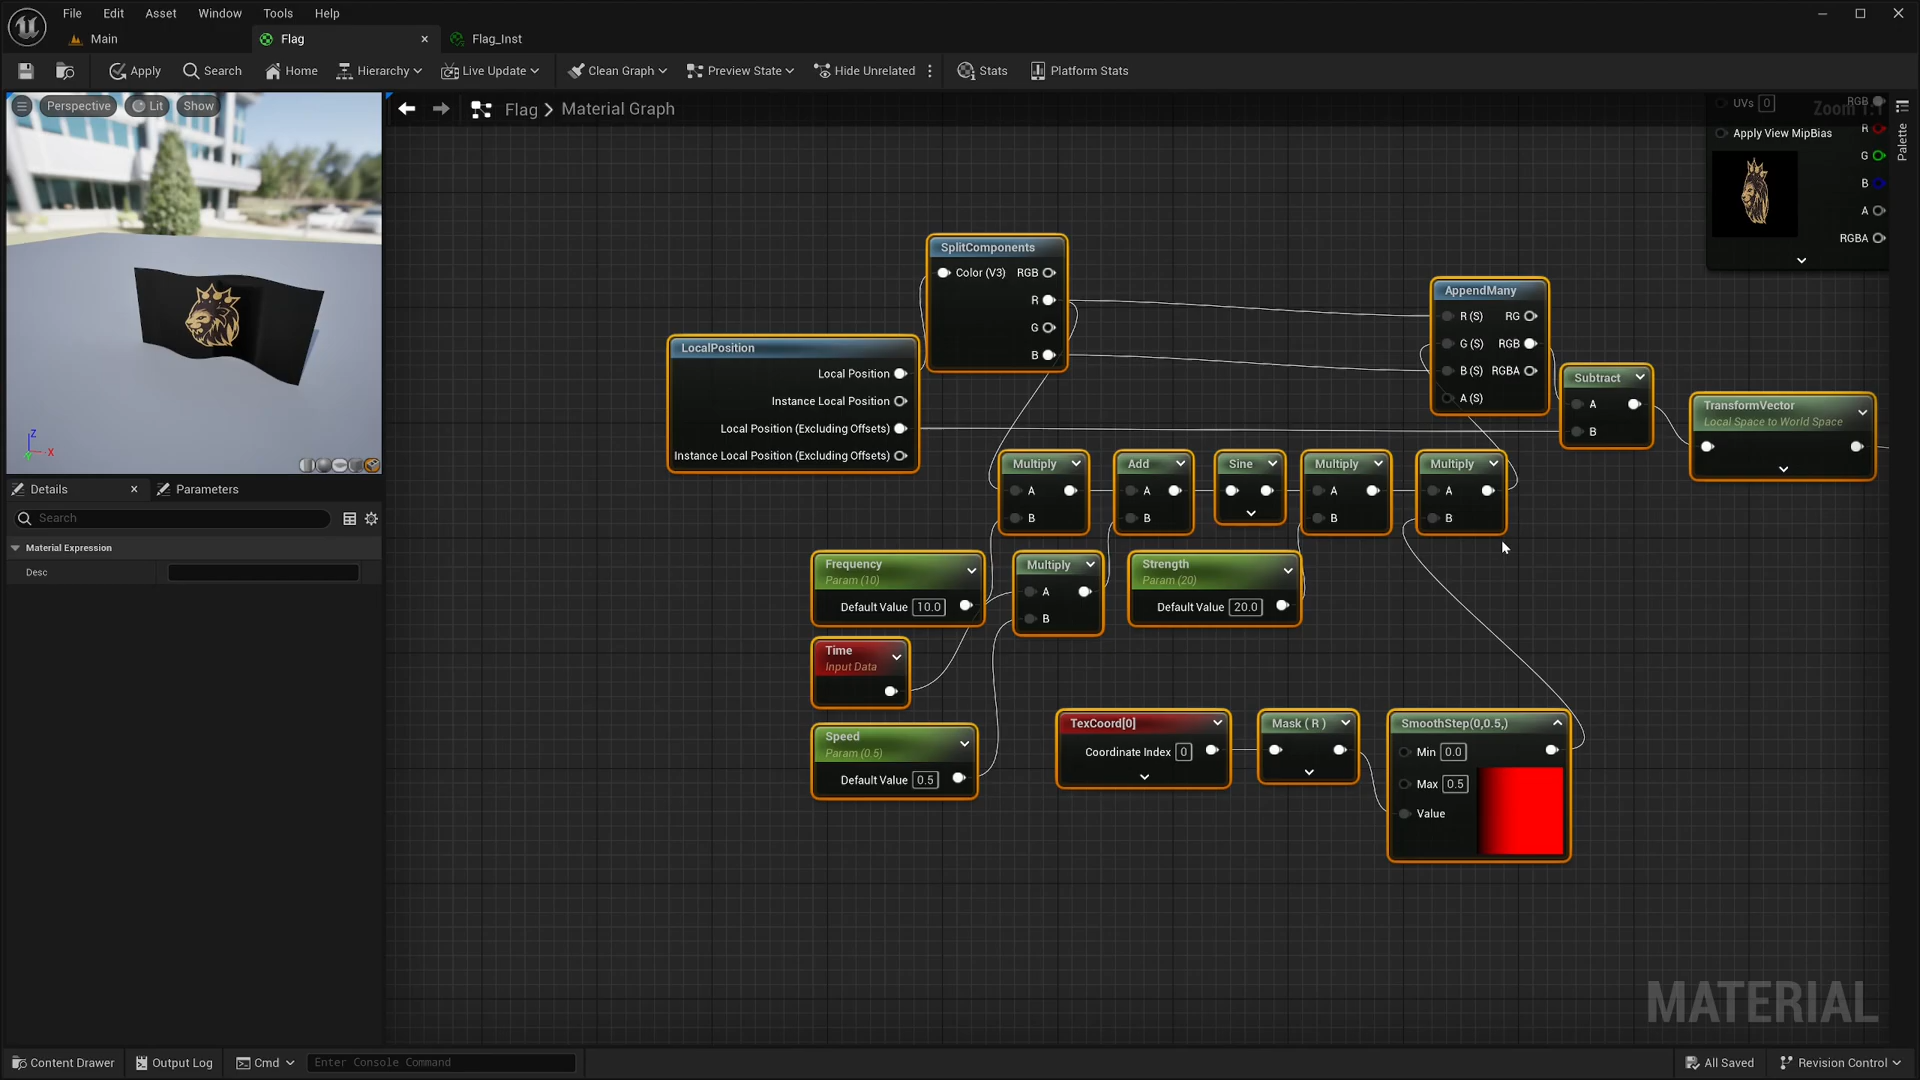 File Edit Asset Window Tools Help
Main Flag Flag_Inst
Apply Search Home Hierarchy Live Update Clean Graph Preview State Hide Unrelated Stats Platform Stats
Perspective Lit Show
Flag Material Graph
Zoom 1:1
Palette
UVs 0 RGB
Apply View MipBias R
G
B
A
RGBA
SplitComponents
Color (V3) RGB
R
G
B
AppendMany
R (S) RG
G (S) RGB
B (S) RGBA
A (S)
LocalPosition
Local Position
Instance Local Position
Local Position (Excluding Offsets)
Instance Local Position (Excluding Offsets)
Subtract
A
B
TransformVector
Local Space to World Space
Multiply
A
B
Add
A
B
Sine
Multiply
A
B
Multiply
A
B
Z
X
Details Parameters
Search
Material Expression
Desc
Frequency
Param (10)
Default Value 10.0
Multiply
A
B
Strength
Param (20)
Default Value 20.0
Time
Input Data
Speed
Param (0.5)
Default Value 0.5
TexCoord[0]
Coordinate Index 0
Mask ( R )
SmoothStep(0,0.5,)
Min 0.0
Max 0.5
Value
MATERIAL
Content Drawer Output Log Cmd Enter Console Command All Saved Revision Control